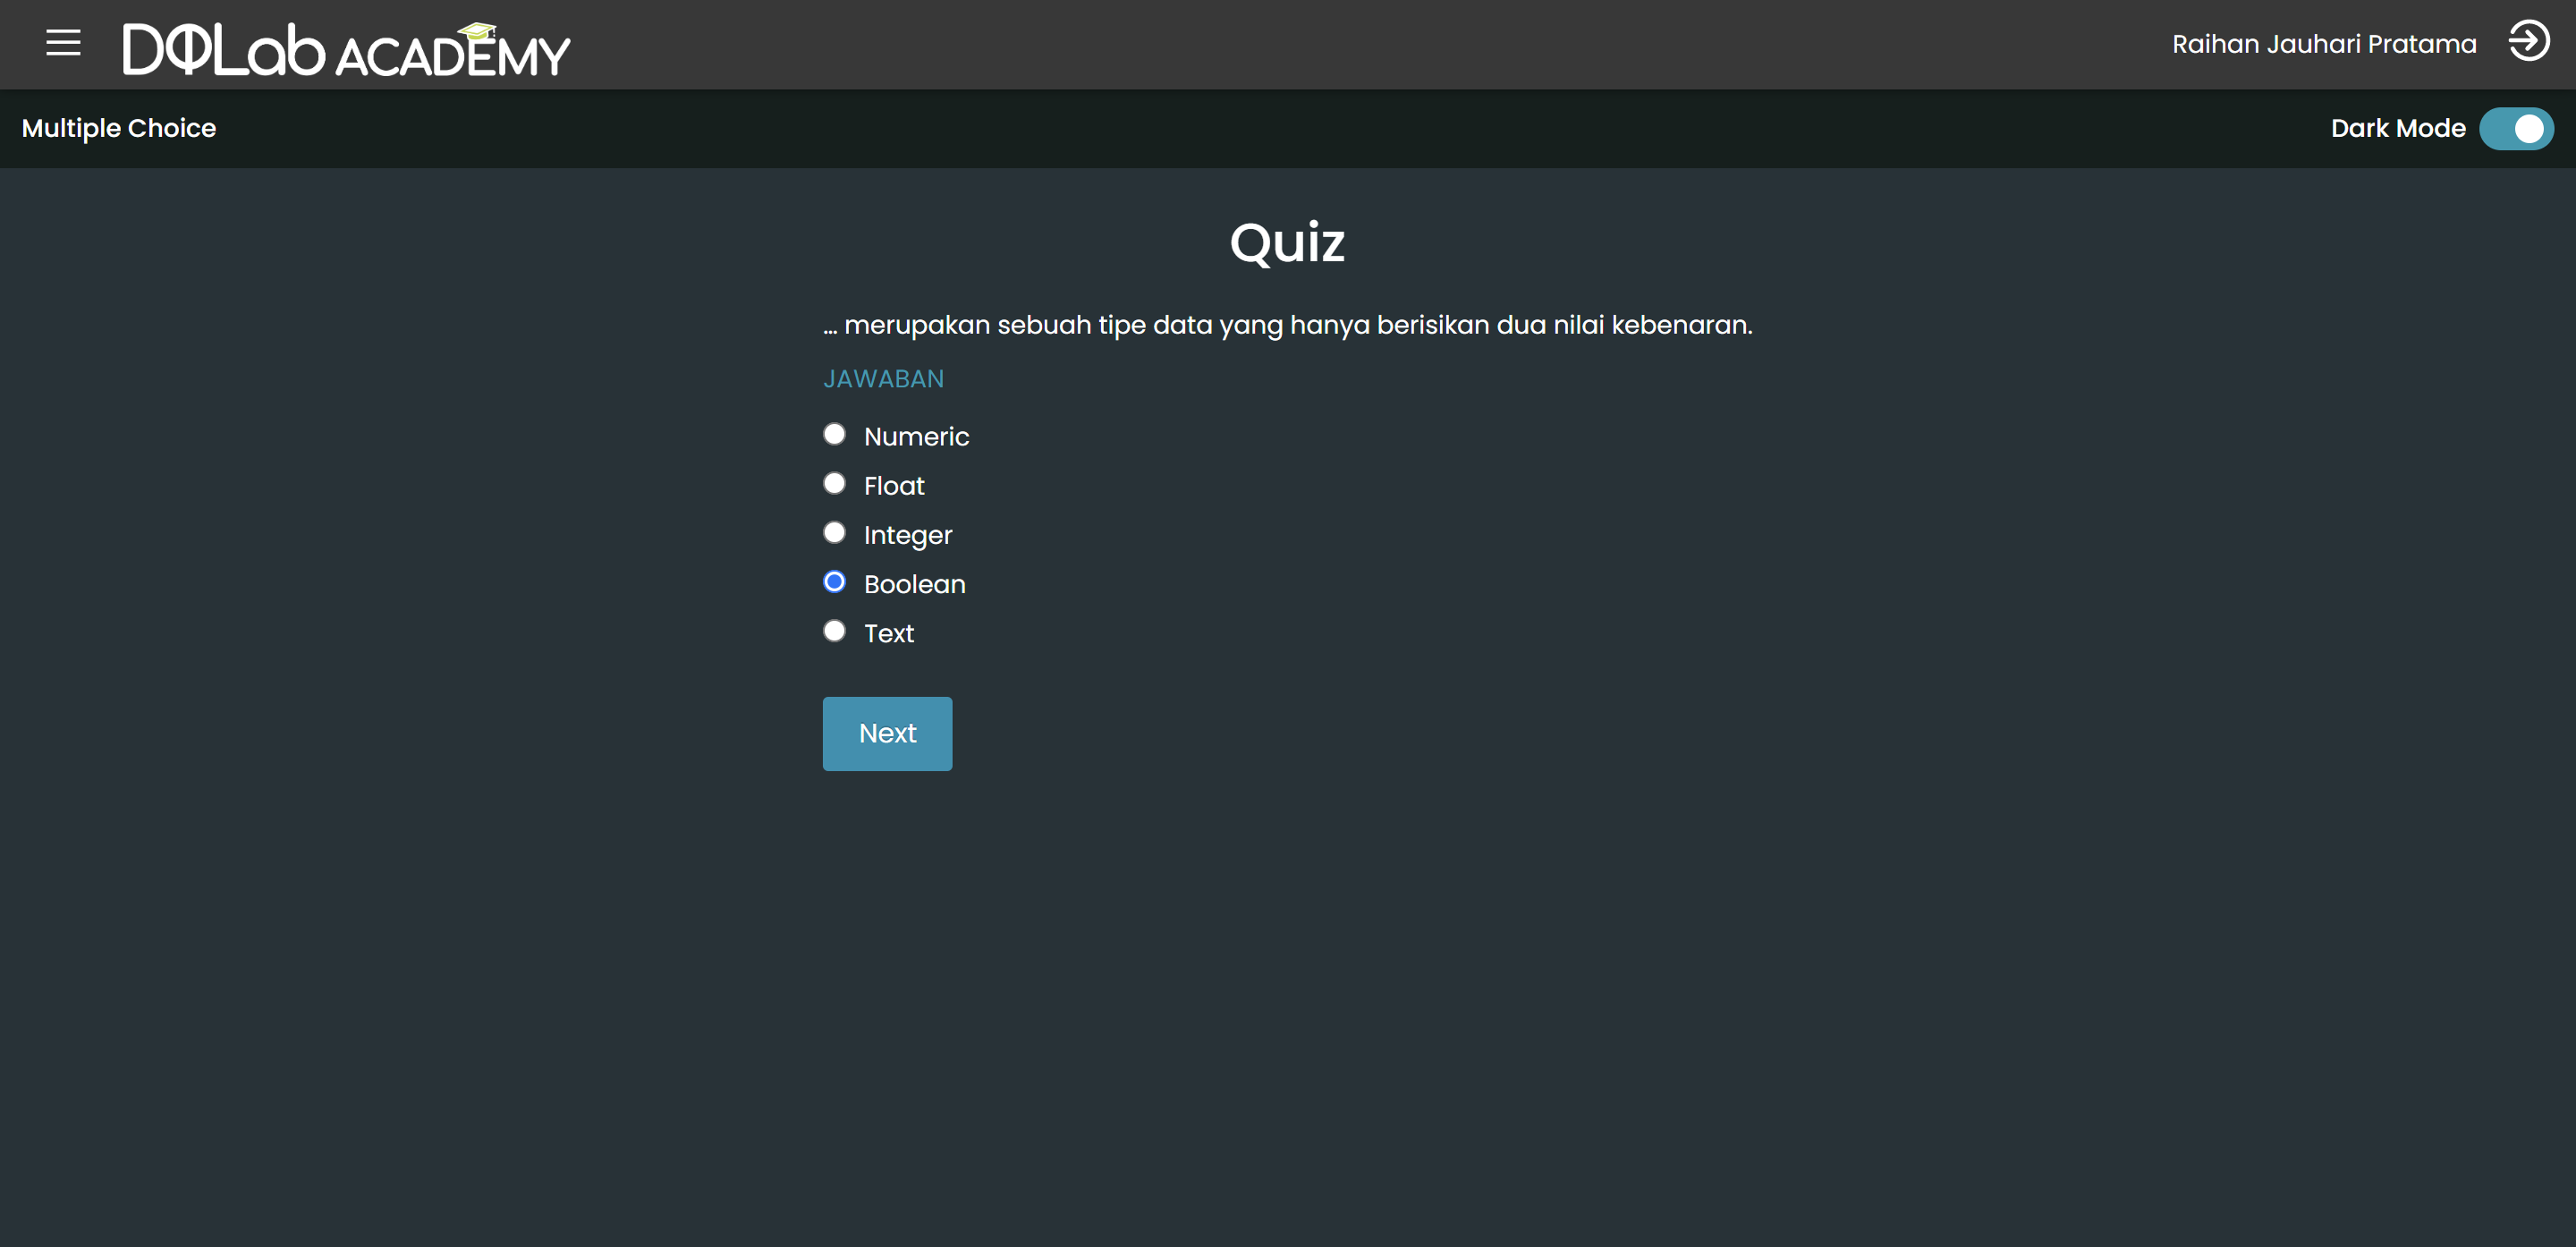 DQLab ACADEMY
Raihan Jauhari Pratama
Multiple Choice
Dark Mode
Quiz
... merupakan sebuah tipe data yang hanya berisikan dua nilai kebenaran.
JAWABAN
Numeric
Float
Integer
Boolean
Text
Next